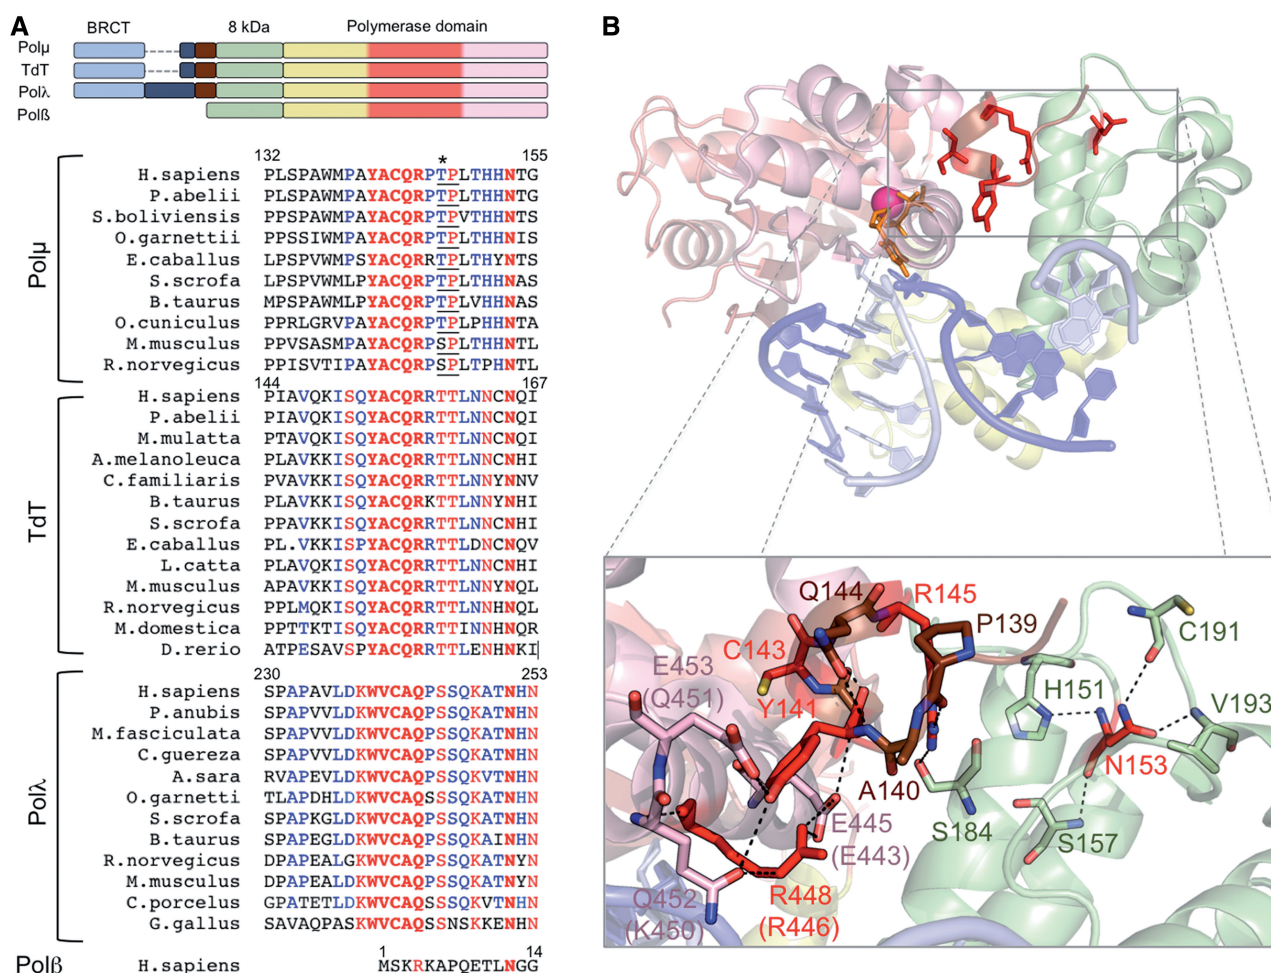 A
BRCT 8 kDa Polymerase domain
Polμ
TdT
Polλ
Polß
*
132 155
Polμ
H.sapiens PLSPAWMPAYACQRPTPLTHHNTG
P.abelii PLSPAWMPAYACQRPTPLTHHNTG
S.boliviensis PPSPAWMPAYACQRPTPVTHHNTS
O.garnettii PPSSIWMPAYACQRPTPLTHHNIS
E.caballus LPSPVWMPSYACQRRTPLTHYNTS
S.scrofa LPSPVWMLPYACQRPTPLTHHNAS
B.taurus MPSPAWMLPYACQRPTPLVHHNAS
O.cuniculus PPRLGRVPAYACQRPTPLPHHNTA
M.musculus PPVSASMPAYACQRPSPLTHHNTL
R.norvegicus PPISVTIPAYACQRPSPLTPHNTL
144 167
TdT
H.sapiens PIAVQKISQYACQRRTTLNNCNQI
P.abelii PIAVQKISQYACQRRTTLNNCNQI
M.mulatta PTAVQKISQYACQRRTTLNNCNQI
A.melanoleuca PLAVKKISQYACQRRTTLNNCNHI
C.familiaris PVAVKKISQYACQRRTTLNNYNNV
B.taurus PLAVKKISQYACQRKTTLNNYNHI
S.scrofa PPAVKKISQYACQRRTTLNNCNHI
E.caballus PL.VKKISPYACQRRTTLDNCNQV
L.catta PLAVQKISQYACQRRTTLNNCNHI
M.musculus APAVKKISQYACQRRTTLNNYNQL
R.norvegicus PPLMQKISQYACQRRTTLNNHNQL
M.domestica PPTTKTISQYACQRRTTINNHNQR
D.rerio ATPESAVSPYACQRRTTLENHNKI
230 253
Polλ
H.sapiens SPAPAVLDKWVCAQPSSQKATNHN
P.anubis SPAPVVLDKWVCAQPSSQKATNHN
M.fasciculata SPAPVVLDKWVCAQPSSQKATNHN
C.guereza SPAPVVLDKWVCAQPSSQKATNHN
A.sara RVAPEVLDKWVCAQPSSQKATNHN
O.garnetti TLAPDHLDKWVCAQSSSQKATNHN
S.scrofa SPAPKGLDKWVCAQPSSQKTTNHN
B.taurus SPAPEGLDKWVCAQPSSQKAINHN
R.norvegicus DPAPEALGKWVCAQPSSQKATNYN
M.musculus DPAPEALDKWVCAQPSSQKATNYN
C.porcelus GPATETLDKWVCAQSSSQKVTNHN
G.gallus SAVAQPASKWVCAQSSSNSKKENHN
1 14
Polβ H.sapiens MSKRKAPQETLNGG
B
Q144
R145
P139
C191
C143
E453
(Q451)
H151
Y141
V193
N153
A140
E445
(E443)
S184
S157
Q452
(K450)
R448
(R446)